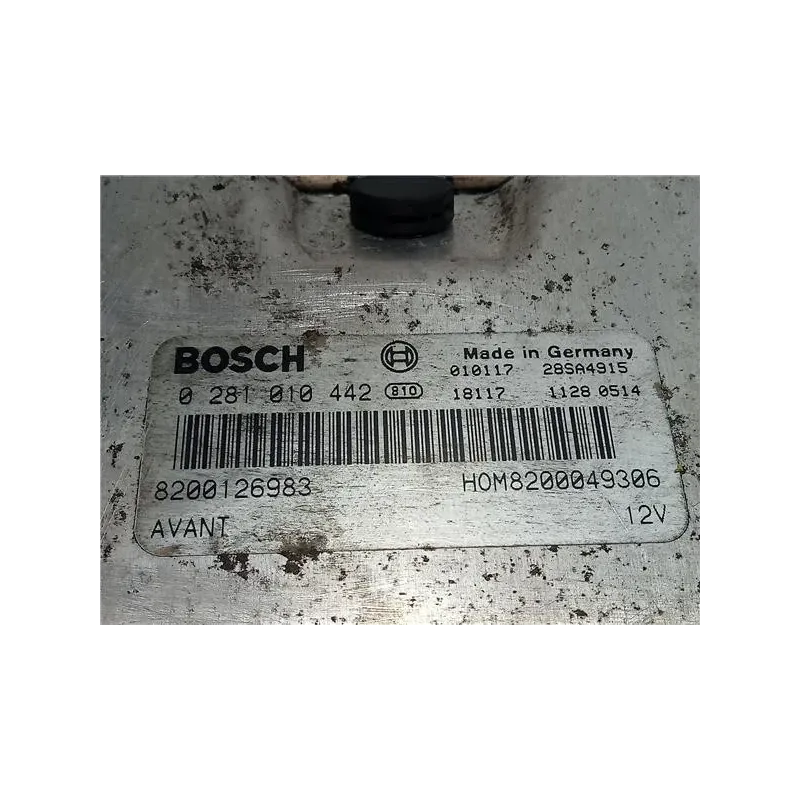 BOSCH Made in Germany
010117 28SA4915
0 281 010 442 810 18117 1128 0514
8200126983 HOM8200049306
AVANT 12V